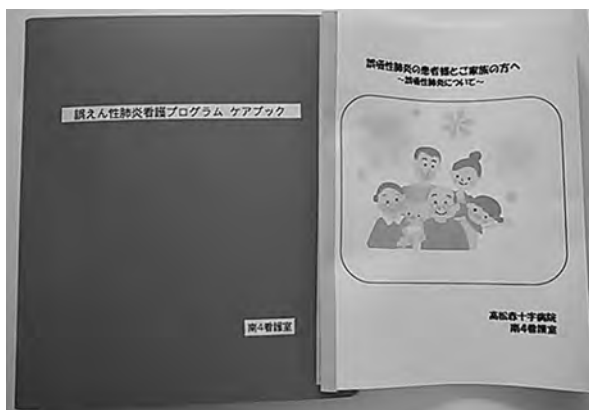 誤えん性肺炎看護プログラム ケアブック
南4看護室
誤嚥性肺炎の患者様とご家族の方へ
～誤嚥性肺炎について～
高松赤十字病院
南4看護室